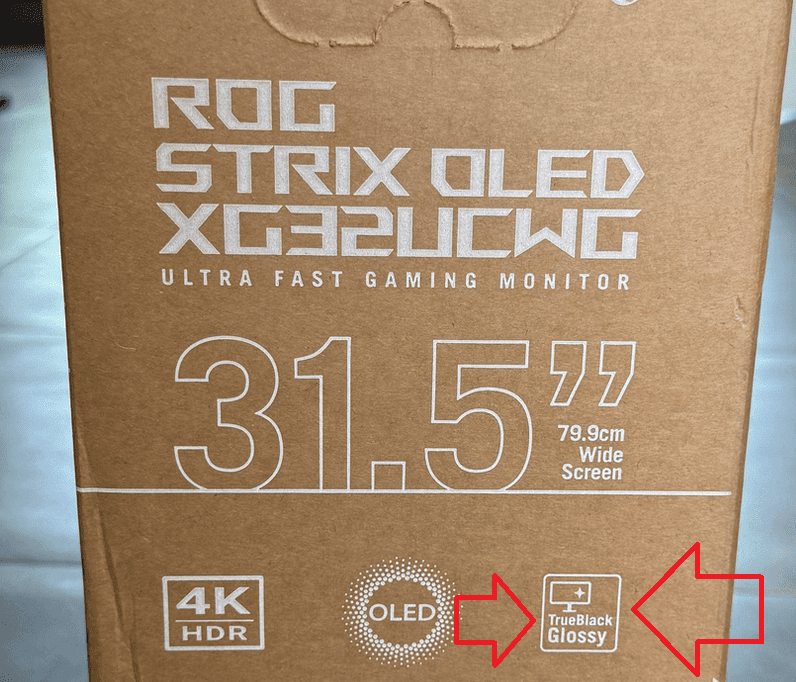 ROG
STRIX OLED
XG32UCWG
ULTRA FAST GAMING MONITOR
31.5”
79.9cm
Wide
Screen
4K
HDR
OLED
TrueBlack
Glossy